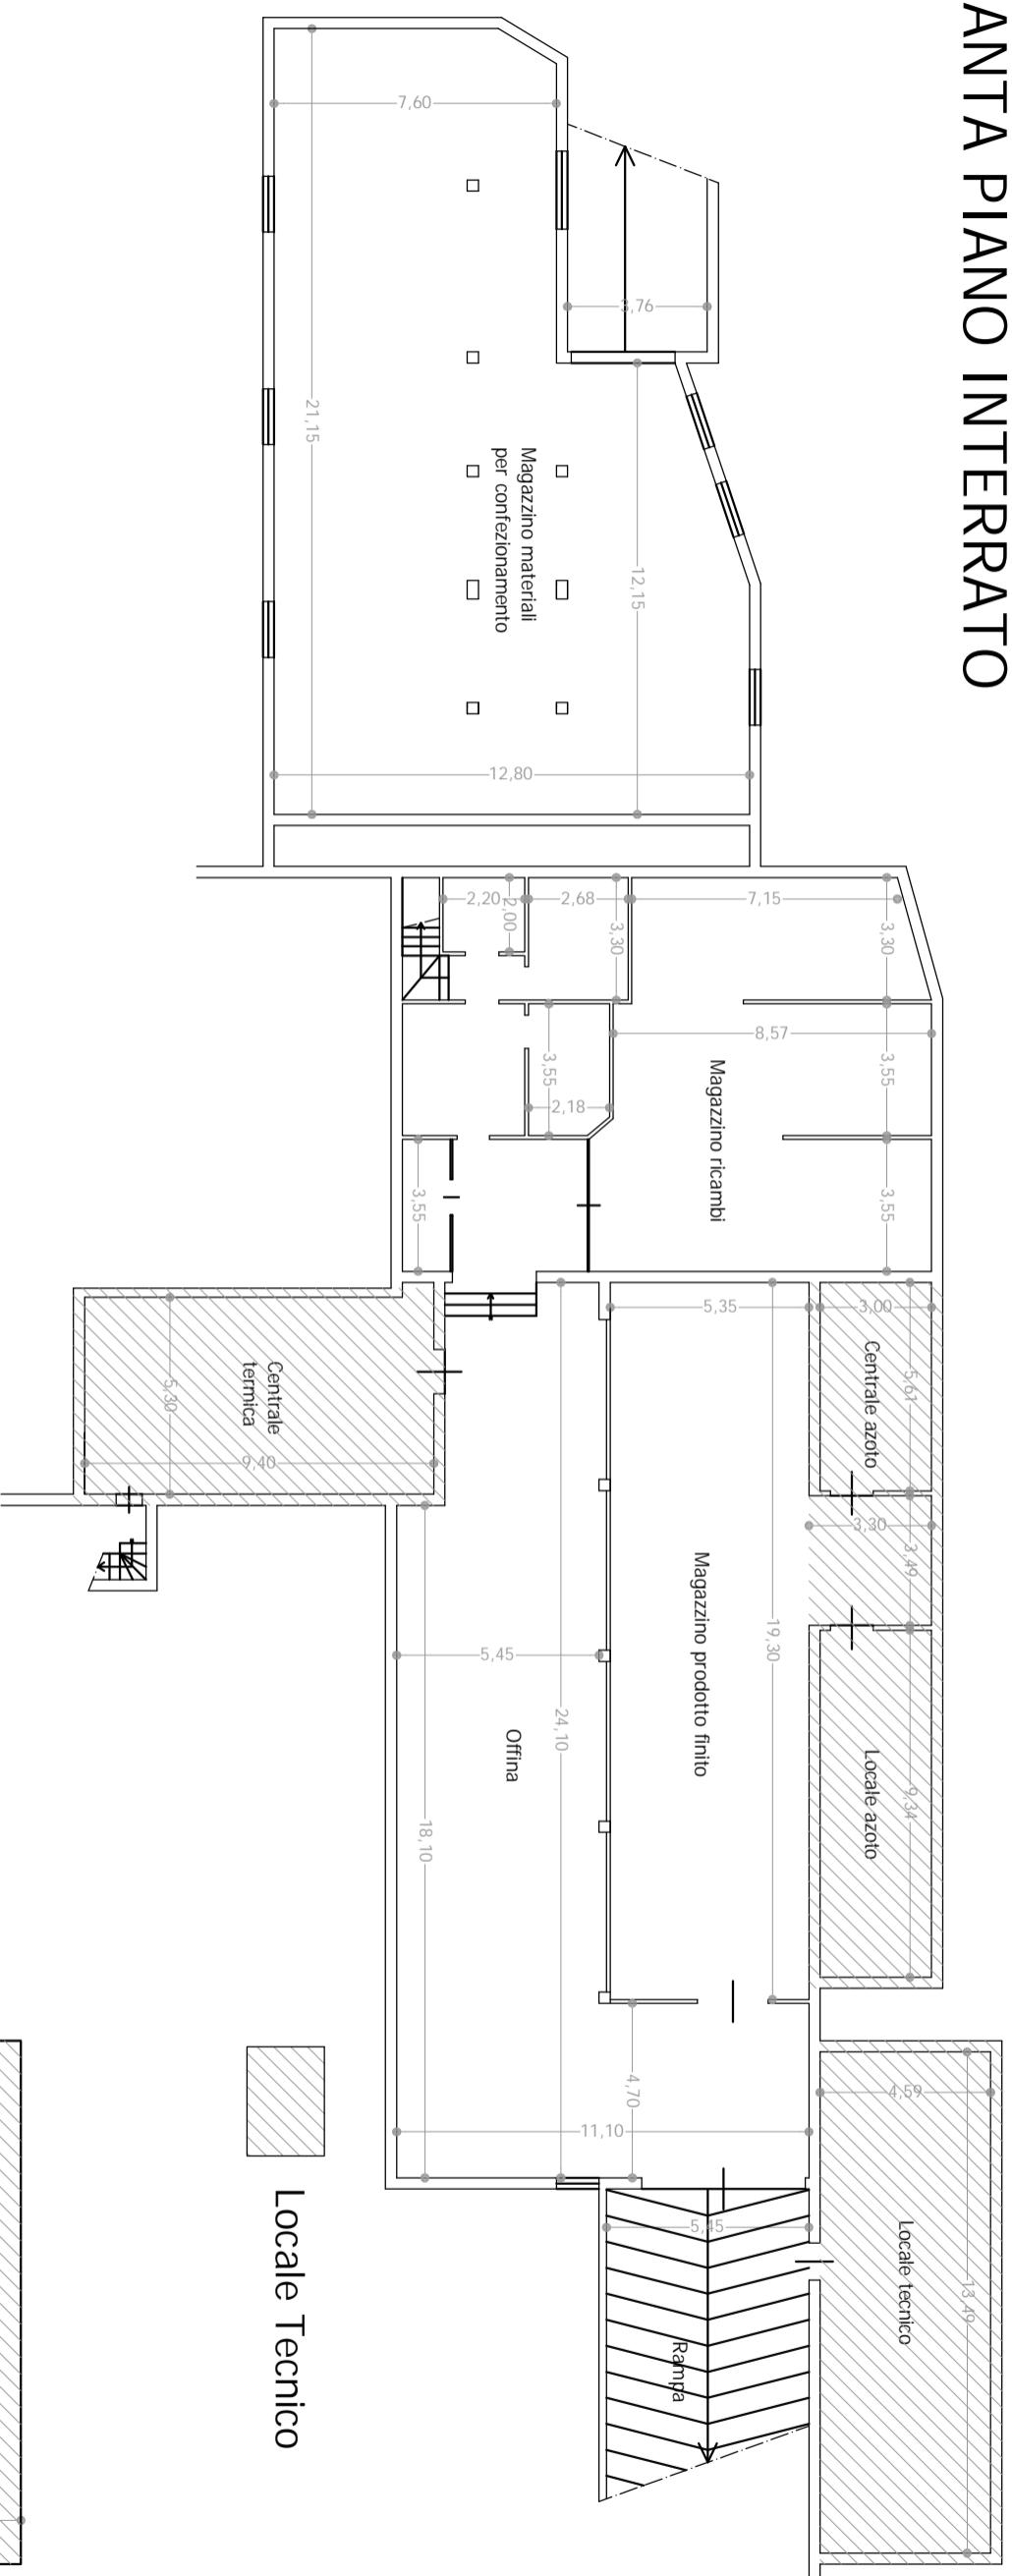 ANTA PIANO INTERRATO
7,60
3,76
21,15
Magazzino materiali
per confezionamento
12,15
12,80
2,20
2,00
2,68
3,30
7,15
3,30
8,57
3,55
2,18
3,55
Magazzino ricambi
3,55
3,55
5,35
3,00
Centrale azoto
5,61
Centrale
termica
5,30
9,40
3,30
3,49
Magazzino prodotto finito
19,30
5,45
24,10
Offina
18,10
Locale azoto
9,34
4,70
11,10
4,59
Locale tecnico
13,49
5,45
Rampa
Locale Tecnico